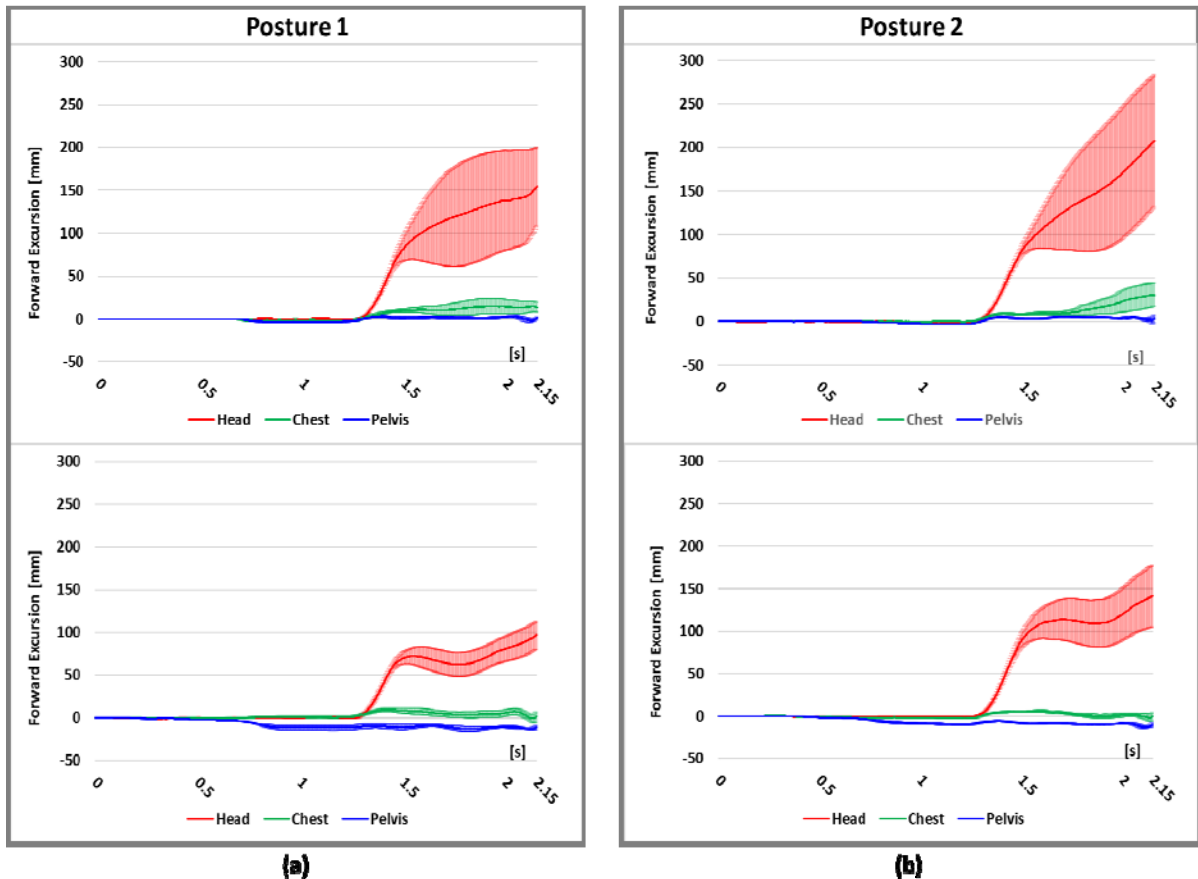 Posture 1
300
250
200
150
100
50
0
-50
Forward Excursion [mm]
[s]
0 0.5 1 1.5 2 2.15
Head Chest Pelvis
300
250
200
150
100
50
0
-50
Forward Excursion [mm]
[s]
0 0.5 1 1.5 2 2.15
Head Chest Pelvis
(a)
Posture 2
300
250
200
150
100
50
0
-50
Forward Excursion [mm]
[s]
0 0.5 1 1.5 2 2.15
Head Chest Pelvis
300
250
200
150
100
50
0
-50
Forward Excursion [mm]
[s]
0 0.5 1 1.5 2 2.15
Head Chest Pelvis
(b)